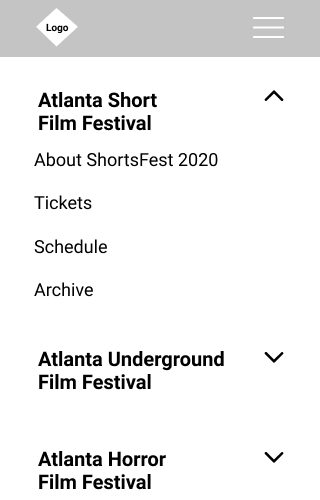 Logo
Atlanta Short
Film Festival
About ShortsFest 2020
Tickets
Schedule
Archive
Atlanta Underground
Film Festival
Atlanta Horror
Film Festival